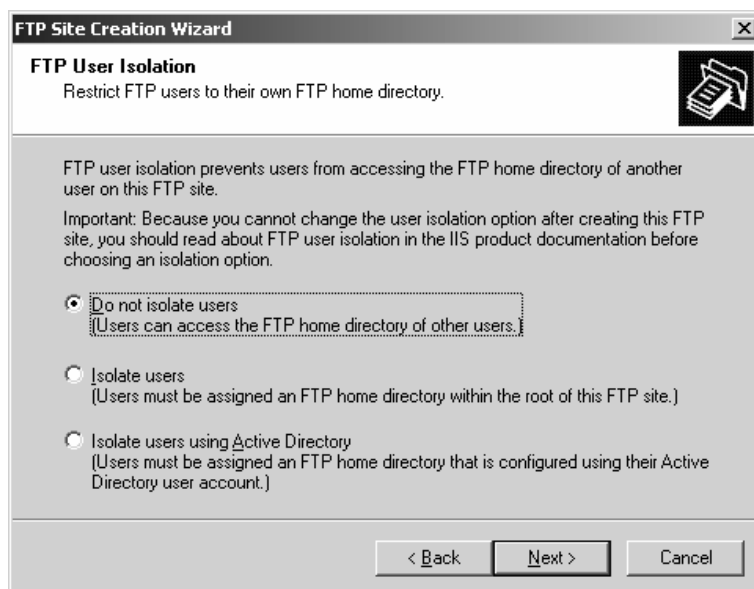 FTP Site Creation Wizard
FTP User Isolation
Restrict FTP users to their own FTP home directory.
FTP user isolation prevents users from accessing the FTP home directory of another
user on this FTP site.
Important: Because you cannot change the user isolation option after creating this FTP
site, you should read about FTP user isolation in the IIS product documentation before
choosing an isolation option.
Do not isolate users
(Users can access the FTP home directory of other users.)
Isolate users
(Users must be assigned an FTP home directory within the root of this FTP site.)
Isolate users using Active Directory
(Users must be assigned an FTP home directory that is configured using their Active
Directory user account.)
< Back
Next >
Cancel